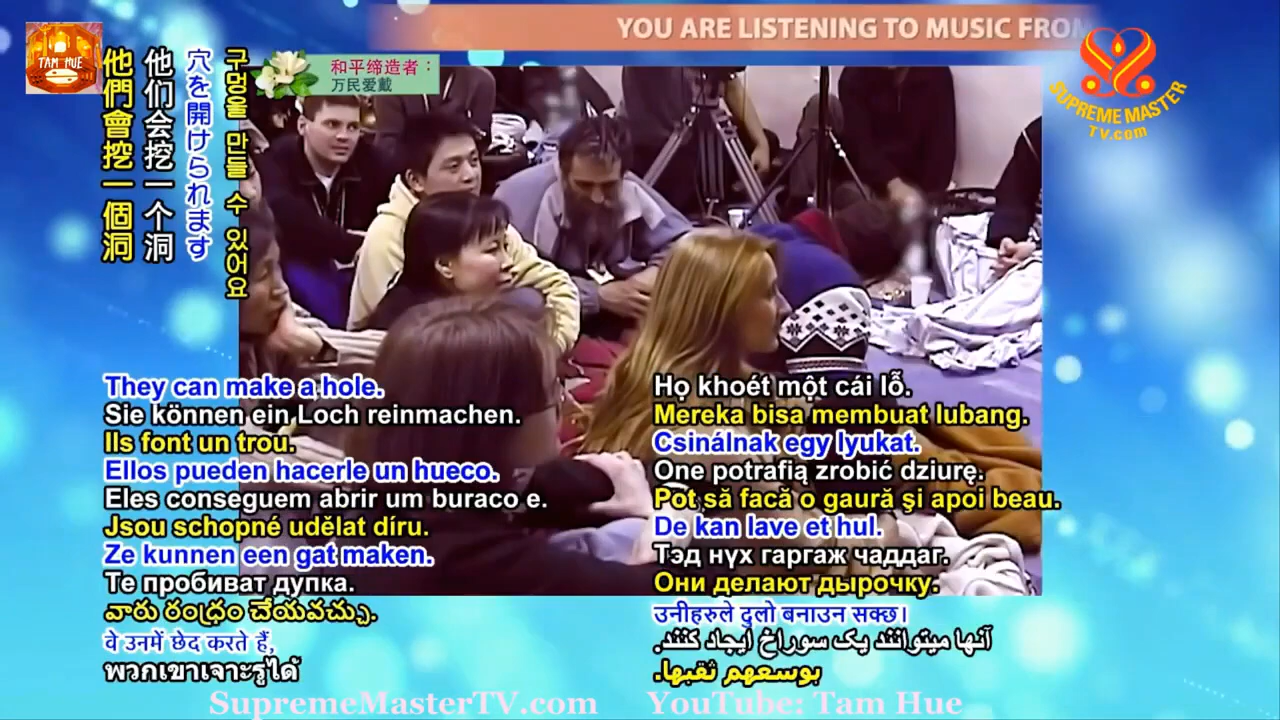 YOU ARE LISTENING TO MUSIC FROM
TAM HUE
和平缔造者：
万民爱戴
SUPREME MASTER
TV.com
他們會挖一個洞
他们会挖一个洞
穴を開けられます
구멍을 만들 수 있어요
They can make a hole.
Sie können ein Loch reinmachen.
Ils font un trou.
Ellos pueden hacerle un hueco.
Eles conseguem abrir um buraco e.
Jsou schopné udělat díru.
Ze kunnen een gat maken.
Те пробиват дупка.
వారు రంధ్రం చేయవచ్చు.
वे उनमें छेद करते हैं,
พวกเขาเจาะรูได้
Họ khoét một cái lỗ.
Mereka bisa membuat lubang.
Csinálnak egy lyukat.
One potrafią zrobić dziurę.
Pot să facă o gaură şi apoi beau.
De kan lave et hul.
Тэд нүх гаргаж чаддаг.
Они делают дырочку.
उनीहरुले दुलो बनाउन सक्छ।
آنها میتوانند یک سوراخ ایجاد کنند.
بوسعهم ثقبها.
SupremeMasterTV.com
YouTube: Tam Hue